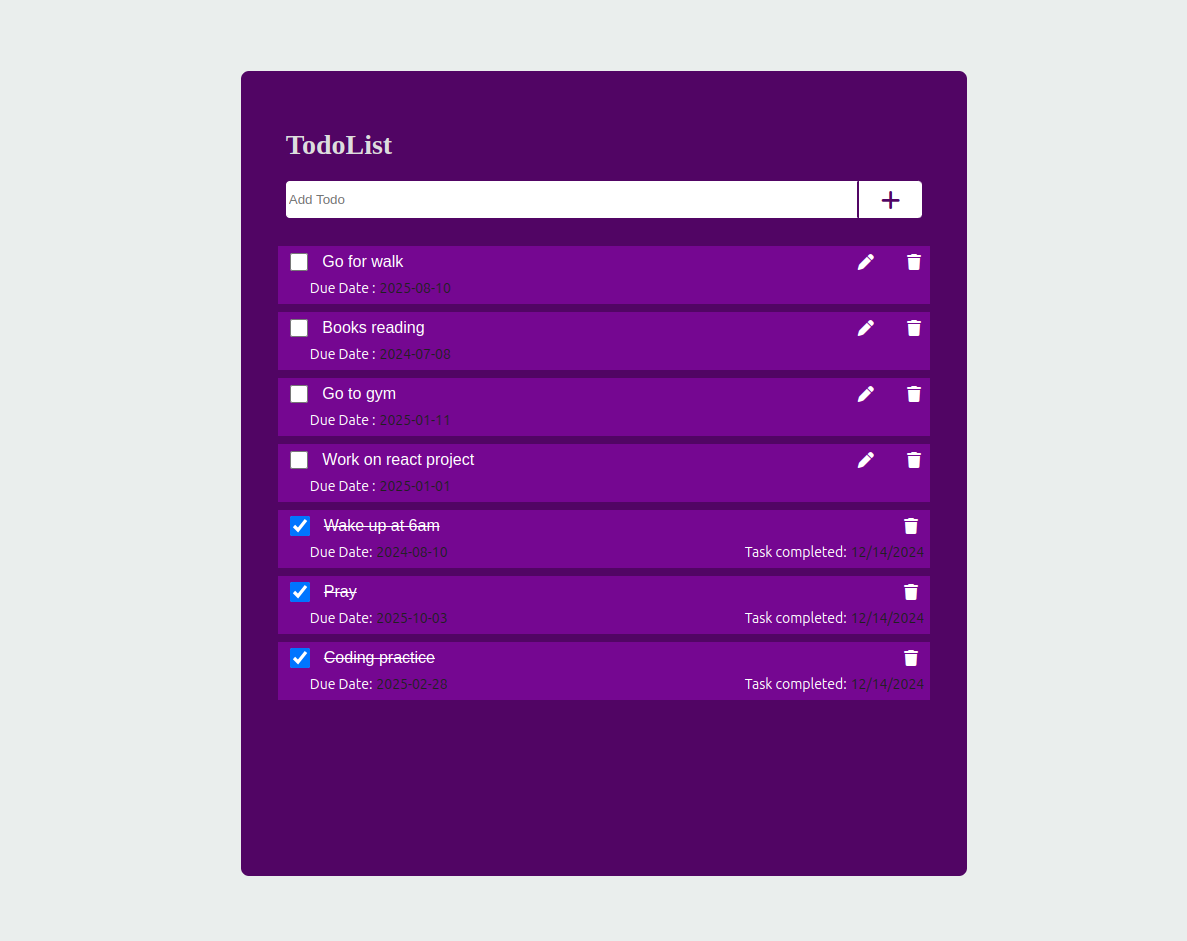 TodoList
Add Todo
Go for walk
Due Date : 2025-08-10
Books reading
Due Date : 2024-07-08
Go to gym
Due Date : 2025-01-11
Work on react project
Due Date : 2025-01-01
Wake up at 6am
Due Date: 2024-08-10 Task completed: 12/14/2024
Pray
Due Date: 2025-10-03 Task completed: 12/14/2024
Coding practice
Due Date: 2025-02-28 Task completed: 12/14/2024